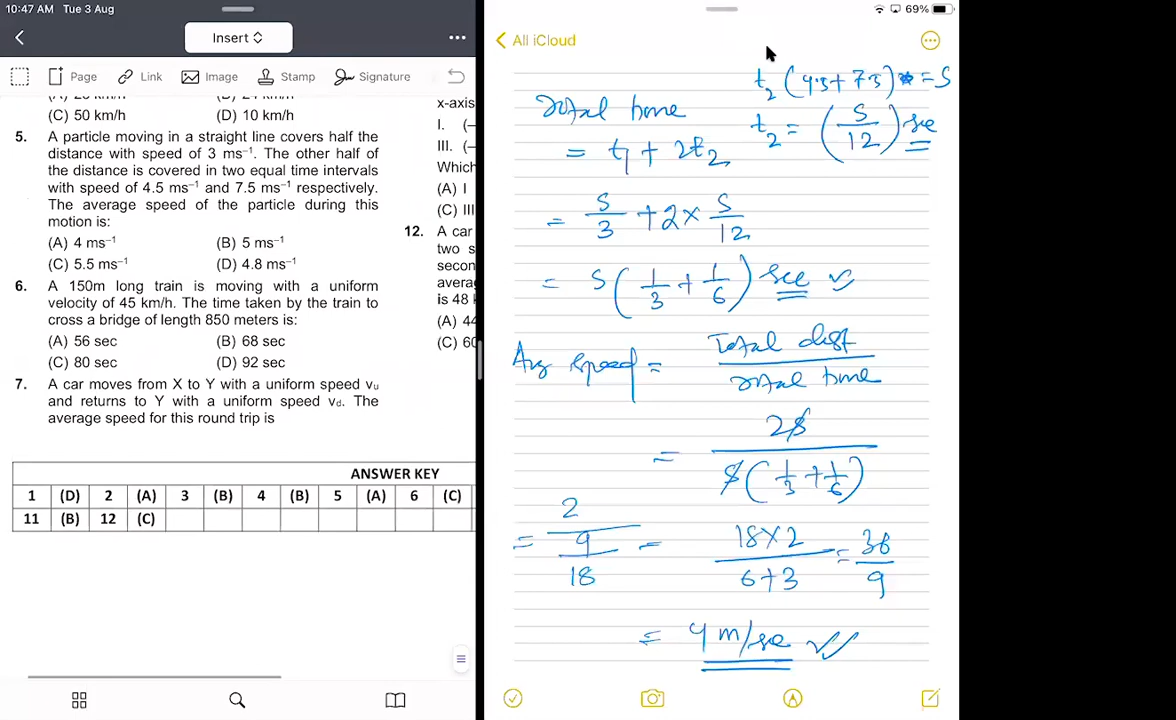 10:47 AM Tue 3 Aug
69%
Insert
Page Link Image Stamp Signature
(C) 50 km/h (D) 10 km/h
5. A particle moving in a straight line covers half the
distance with speed of 3 ms⁻¹. The other half of
the distance is covered in two equal time intervals
with speed of 4.5 ms⁻¹ and 7.5 ms⁻¹ respectively.
The average speed of the particle during this
motion is:
(A) 4 ms⁻¹ (B) 5 ms⁻¹
(C) 5.5 ms⁻¹ (D) 4.8 ms⁻¹
6. A 150m long train is moving with a uniform
velocity of 45 km/h. The time taken by the train to
cross a bridge of length 850 meters is:
(A) 56 sec (B) 68 sec
(C) 80 sec (D) 92 sec
7. A car moves from X to Y with a uniform speed vᵤ
and returns to Y with a uniform speed v_d. The
average speed for this round trip is
x-axis
I. (–
III. (–
Which
(A) I
(C) III
12. A car
two s
secon
avera
is 48
(A) 44
(C) 60
ANSWER KEY
1 (D) 2 (A) 3 (B) 4 (B) 5 (A) 6 (C)
11 (B) 12 (C)
All iCloud
t₂ (4.5 + 7.5) = S
t₂ = (S/12) sec
Total time
= t₁ + 2t₂
= S/3 + 2 × S/12
= S (1/3 + 1/6) sec ✓
Avg speed = Total dist / Total time
= 2S / S(1/3 + 1/6)
= 2 / 9/18 = 18×2 / 6+3 = 36/9
= 4 m/sec ✓✓